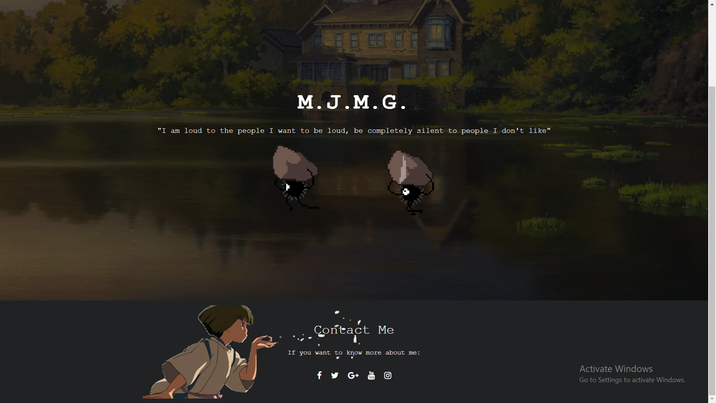 M.J.M.G.
"I am loud to the people I want to be loud, be completely silent to people I don't like"
Contact Me
If you want to know more about me:
Activate Windows
Go to Settings to activate Windows.